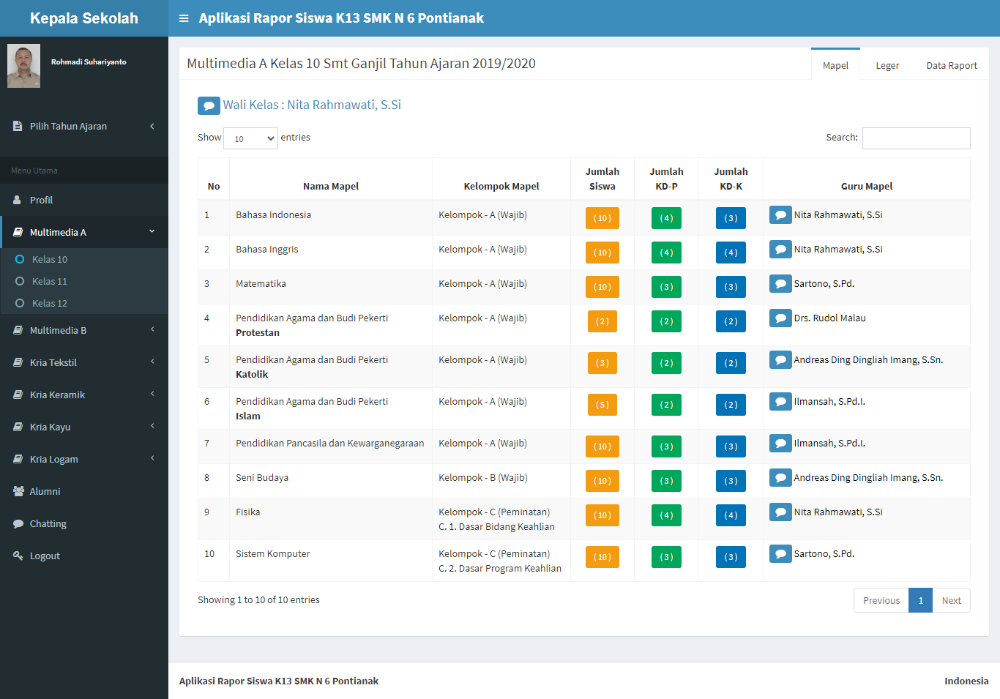 Kepala Sekolah
Aplikasi Rapor Siswa K13 SMK N 6 Pontianak
Rohmadi Suhariyanto
Pilih Tahun Ajaran
Menu Utama
Profil
Multimedia A
Kelas 10
Kelas 11
Kelas 12
Multimedia B
Kria Tekstil
Kria Keramik
Kria Kayu
Kria Logam
Alumni
Chatting
Logout
Multimedia A Kelas 10 Smt Ganjil Tahun Ajaran 2019/2020
Mapel Leger Data Raport
Wali Kelas : Nita Rahmawati, S.Si
Show 10 entries Search:
No Nama Mapel Kelompok Mapel Jumlah Siswa Jumlah KD-P Jumlah KD-K Guru Mapel
1 Bahasa Indonesia Kelompok - A (Wajib) (10) (4) (3) Nita Rahmawati, S.Si
2 Bahasa Inggris Kelompok - A (Wajib) (10) (4) (4) Nita Rahmawati, S.Si
3 Matematika Kelompok - A (Wajib) (10) (3) (3) Sartono, S.Pd.
4 Pendidikan Agama dan Budi Pekerti Kelompok - A (Wajib) (2) (2) (2) Drs. Rudol Malau
Protestan
5 Pendidikan Agama dan Budi Pekerti Kelompok - A (Wajib) (3) (2) (2) Andreas Ding Dingliah Imang, S.Sn.
Katolik
6 Pendidikan Agama dan Budi Pekerti Kelompok - A (Wajib) (5) (2) (2) Ilmansah, S.Pd.I.
Islam
7 Pendidikan Pancasila dan Kewarganegaraan Kelompok - A (Wajib) (10) (3) (3) Ilmansah, S.Pd.I.
8 Seni Budaya Kelompok - B (Wajib) (10) (3) (3) Andreas Ding Dingliah Imang, S.Sn.
9 Fisika Kelompok - C (Peminatan) (10) (4) (4) Nita Rahmawati, S.Si
C. 1. Dasar Bidang Keahlian
10 Sistem Komputer Kelompok - C (Peminatan) (10) (3) (3) Sartono, S.Pd.
C. 2. Dasar Program Keahlian
Showing 1 to 10 of 10 entries
Previous 1 Next
Aplikasi Rapor Siswa K13 SMK N 6 Pontianak
Indonesia